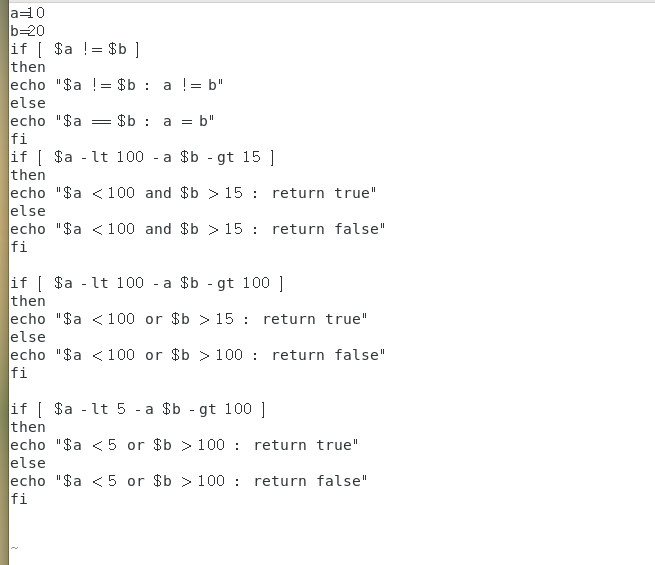 a=10
b=20
if [ $a != $b ]
then
echo "$a != $b : a != b"
else
echo "$a == $b : a = b"
fi
if [ $a -lt 100 -a $b -gt 15 ]
then
echo "$a < 100 and $b > 15 : return true"
else
echo "$a < 100 and $b > 15 : return false"
fi
if [ $a -lt 100 -a $b -gt 100 ]
then
echo "$a < 100 or $b > 15 : return true"
else
echo "$a < 100 or $b > 100 : return false"
fi
if [ $a -lt 5 -a $b -gt 100 ]
then
echo "$a < 5 or $b > 100 : return true"
else
echo "$a < 5 or $b > 100 : return false"
fi
~